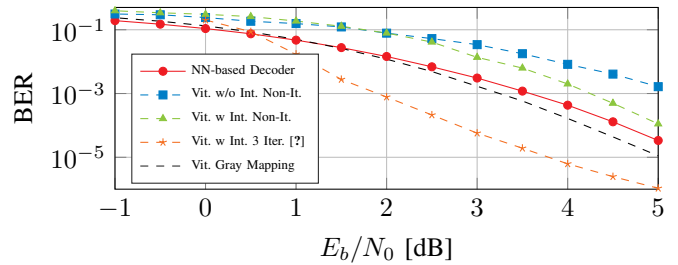 BER
10^{-1}
10^{-3}
10^{-5}
NN-based Decoder
Vit. w/o Int. Non-It.
Vit. w Int. Non-It.
Vit. w Int. 3 Iter. [?]
Vit. Gray Mapping
−1 0 1 2 3 4 5
E_b/N_0 [dB]